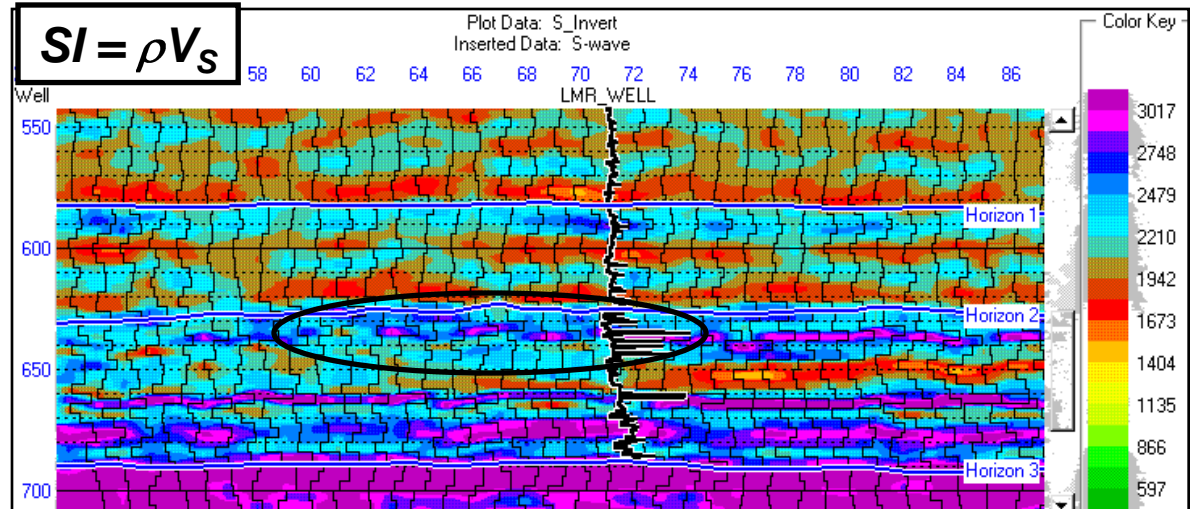 SI = ρVS
Plot Data: S_Invert
Inserted Data: S-wave
Color Key
58 60 62 64 66 68 70 72 74 76 78 80 82 84 86
Well
LMR_WELL
550
600
650
700
Horizon 1
Horizon 2
Horizon 3
3017
2748
2479
2210
1942
1673
1404
1135
866
597